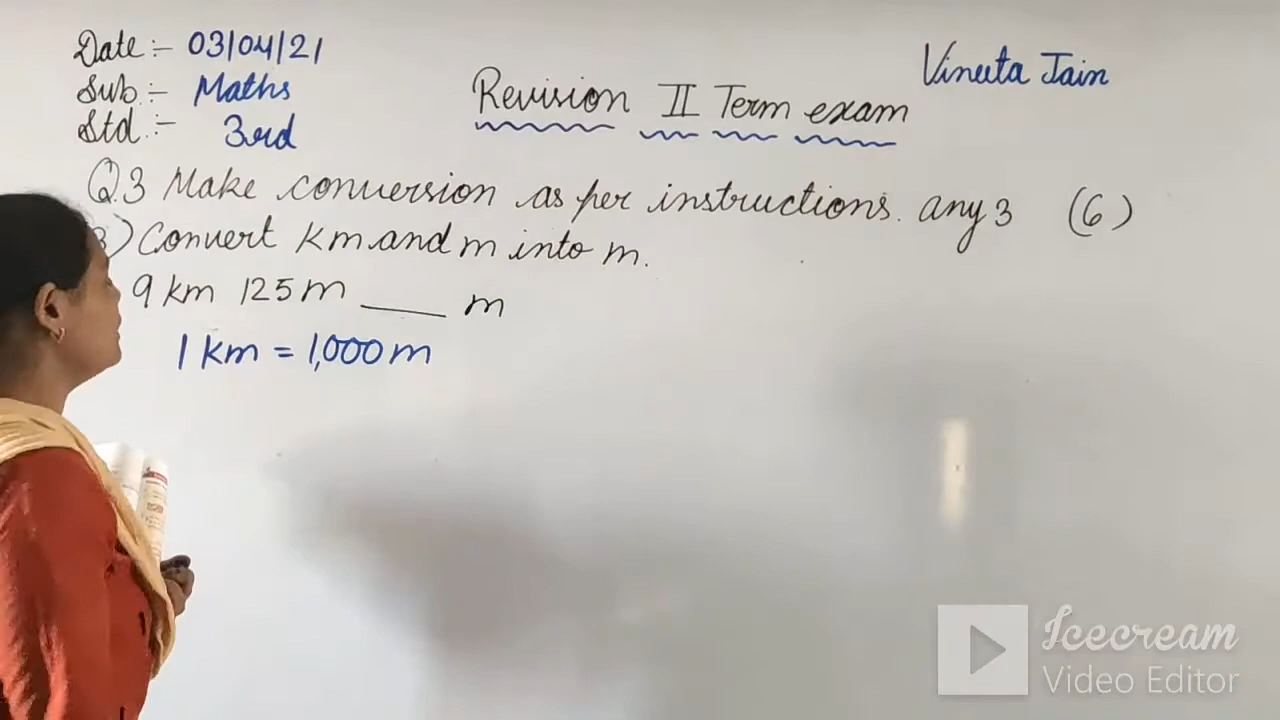 Date :- 03/04/21
Sub :- Maths
Std :- 3rd
Vineeta Jain
Revision II Term exam
Q.3 Make conversion as per instructions. any 3 (6)
) Convert km and m into m.
9 km 125 m ____ m
1 km = 1,000 m
Icecream
Video Editor